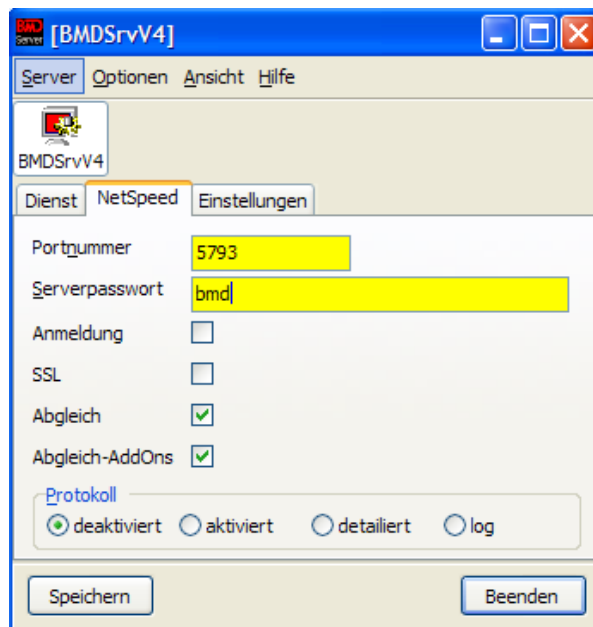 BMD
Server
[BMDSrvV4]
Server Optionen Ansicht Hilfe
BMDSrvV4
Dienst NetSpeed Einstellungen
Portnummer 5793
Serverpasswort bmd
Anmeldung
SSL
Abgleich
Abgleich-AddOns
Protokoll
deaktiviert aktiviert detailiert log
Speichern Beenden